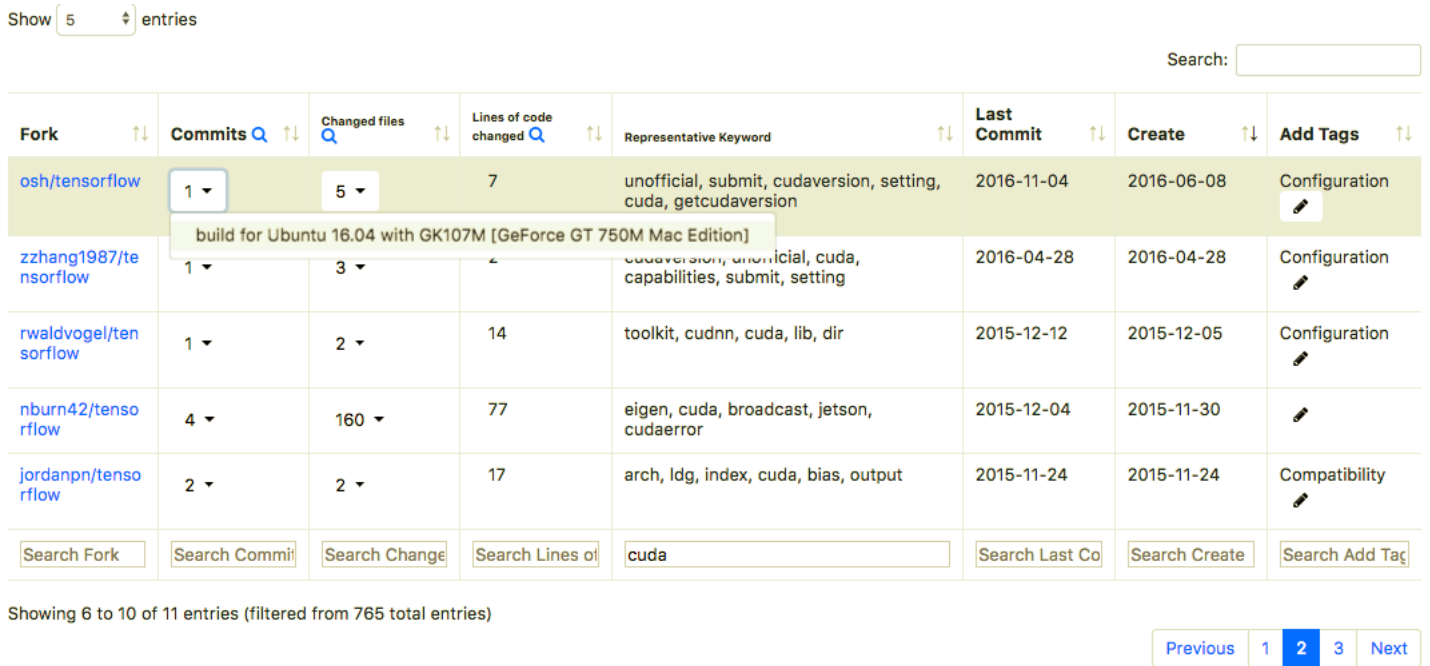 Show 5 entries
Search:
Fork
Commits
Changed files
Lines of code
changed
Representative Keyword
Last
Commit
Create
Add Tags
osh/tensorflow
1
5
7
unofficial, submit, cudaversion, setting,
cuda, getcudaversion
2016-11-04
2016-06-08
Configuration
build for Ubuntu 16.04 with GK107M [GeForce GT 750M Mac Edition]
zzhang1987/te
nsorflow
1
3
2
cudaversion, unofficial, cuda,
capabilities, submit, setting
2016-04-28
2016-04-28
Configuration
rwaldvogel/ten
sorflow
1
2
14
toolkit, cudnn, cuda, lib, dir
2015-12-12
2015-12-05
Configuration
nburn42/tenso
rflow
4
160
77
eigen, cuda, broadcast, jetson,
cudaerror
2015-12-04
2015-11-30
jordanpn/tenso
rflow
2
2
17
arch, ldg, index, cuda, bias, output
2015-11-24
2015-11-24
Compatibility
Search Fork
Search Commit
Search Change
Search Lines of
cuda
Search Last Co
Search Create
Search Add Tag
Showing 6 to 10 of 11 entries (filtered from 765 total entries)
Previous 1 2 3 Next